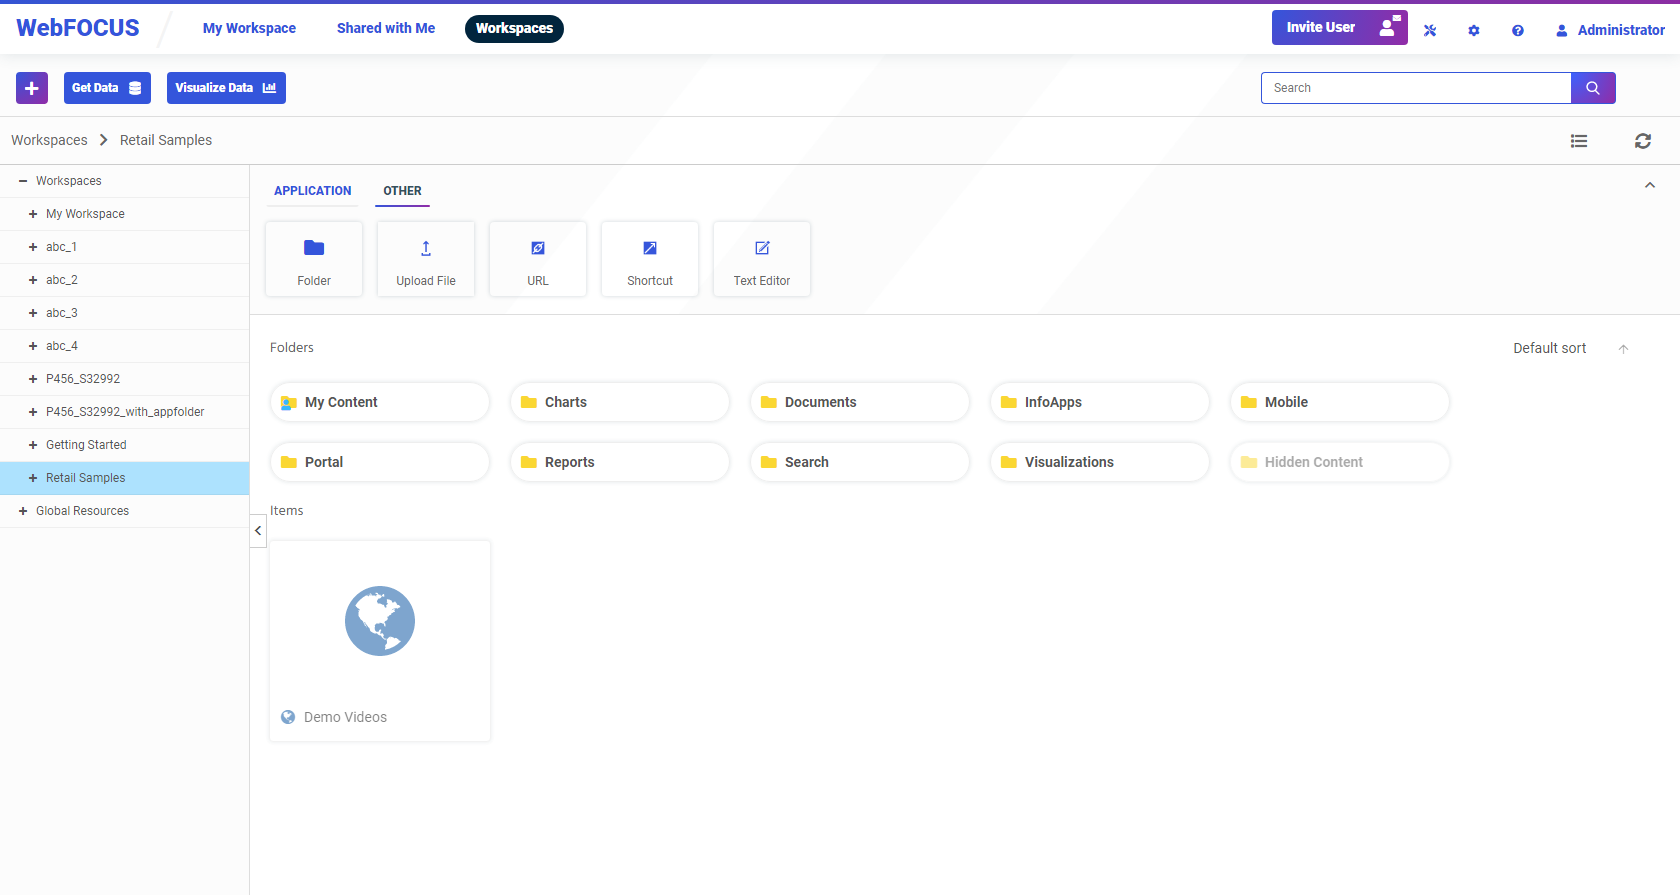 WebFOCUS
My Workspace
Shared with Me
Workspaces
Invite User
Administrator
Get Data
Visualize Data
Search
Workspaces
Retail Samples
Workspaces
My Workspace
abc_1
abc_2
abc_3
abc_4
P456_S32992
P456_S32992_with_appfolder
Getting Started
Retail Samples
Global Resources
APPLICATION
OTHER
Folder
Upload File
URL
Shortcut
Text Editor
Folders
Default sort
My Content
Charts
Documents
InfoApps
Mobile
Portal
Reports
Search
Visualizations
Hidden Content
Items
Demo Videos